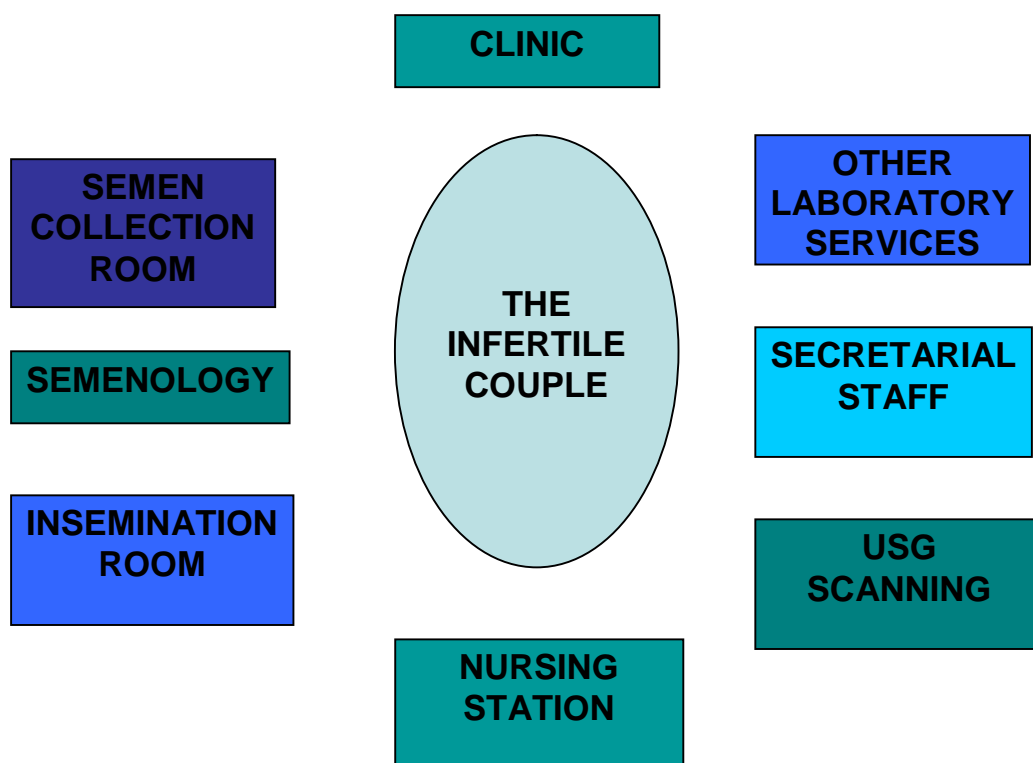 CLINIC
SEMEN
COLLECTION
ROOM
SEMENOLOGY
INSEMINATION
ROOM
THE
INFERTILE
COUPLE
NURSING
STATION
OTHER
LABORATORY
SERVICES
SECRETARIAL
STAFF
USG
SCANNING